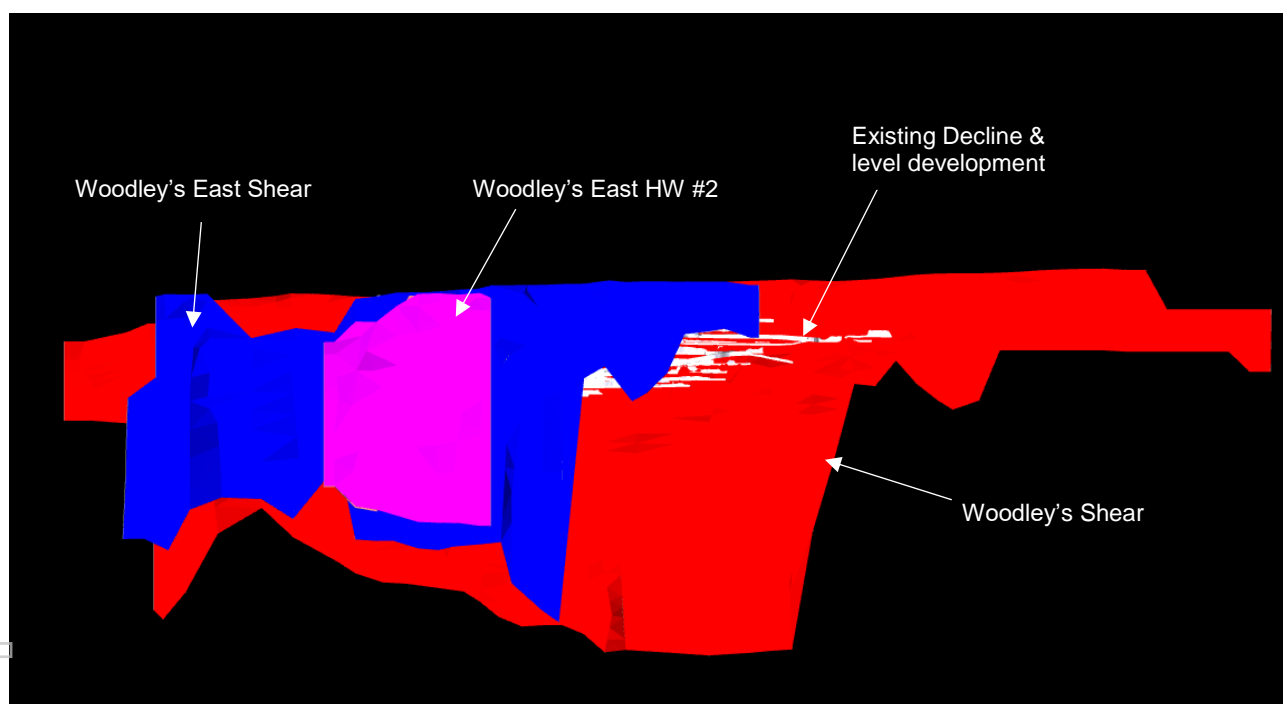 Existing Decline &
level development
Woodley’s East Shear
Woodley’s East HW #2
Woodley’s Shear